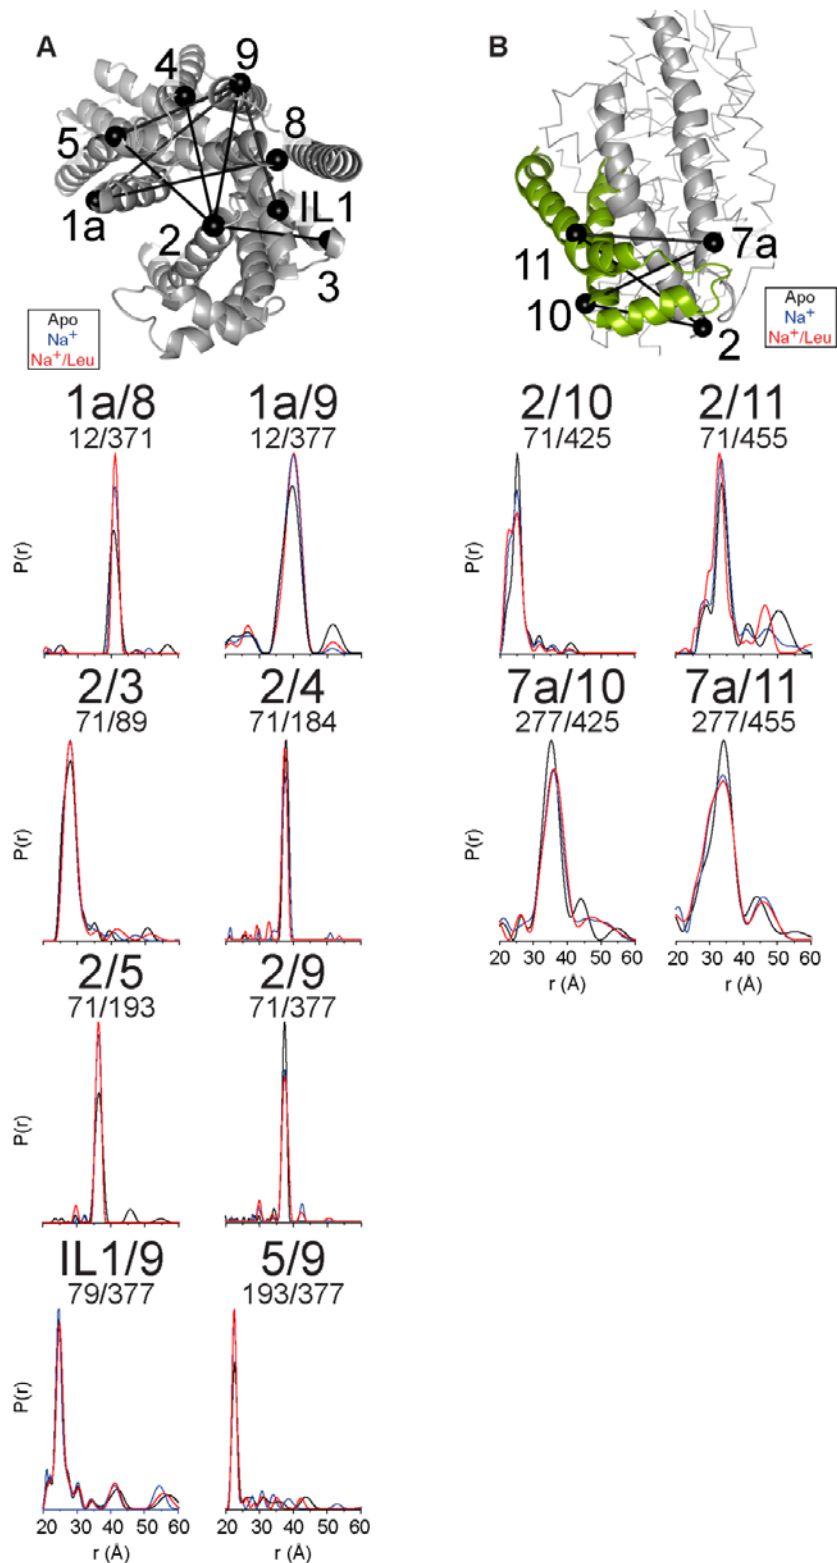 A
4
9
5
8
1a
IL1
2
3
Apo
Na⁺
Na⁺/Leu
B
7a
11
10
2
Apo
Na⁺
Na⁺/Leu
1a/8
12/371
1a/9
12/377
P(r)
2/3
71/89
2/4
71/184
P(r)
2/5
71/193
2/9
71/377
P(r)
IL1/9
79/377
5/9
193/377
P(r)
20 30 40 50 60
r (Å)
20 30 40 50 60
r (Å)
2/10
71/425
2/11
71/455
P(r)
7a/10
277/425
7a/11
277/455
P(r)
20 30 40 50 60
r (Å)
20 30 40 50 60
r (Å)